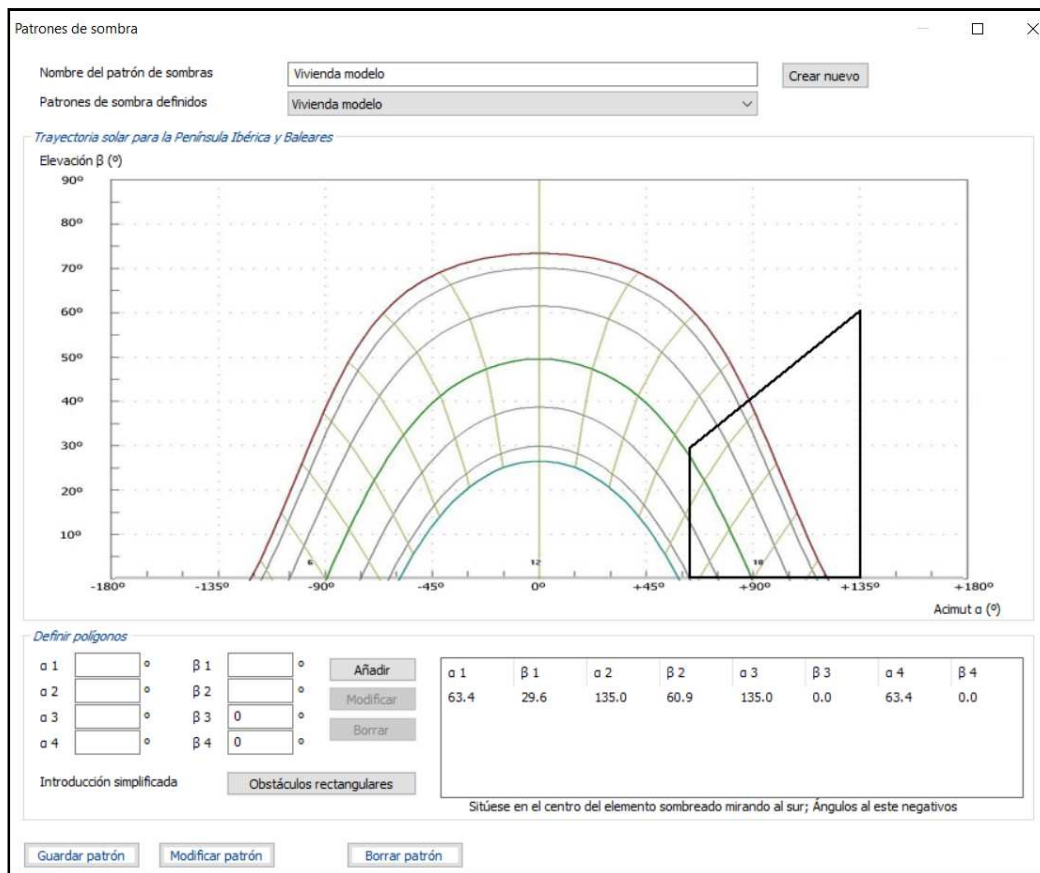 Patrones de sombra
Nombre del patrón de sombras Vivienda modelo Crear nuevo
Patrones de sombra definidos Vivienda modelo
Trayectoria solar para la Península Ibérica y Baleares
Elevación β (º)
90º
80º
70º
60º
50º
40º
30º
20º
10º
6 12 18
-180º -135º -90º -45º 0º +45º +90º +135º +180º
Acimut α (º)
Definir polígonos
α 1 º β 1 º Añadir
α 2 º β 2 º Modificar
α 3 º β 3 0 º Borrar
α 4 º β 4 0 º
α 1 β 1 α 2 β 2 α 3 β 3 α 4 β 4
63.4 29.6 135.0 60.9 135.0 0.0 63.4 0.0
Introducción simplificada Obstáculos rectangulares
Sitúese en el centro del elemento sombreado mirando al sur; Ángulos al este negativos
Guardar patrón Modificar patrón Borrar patrón